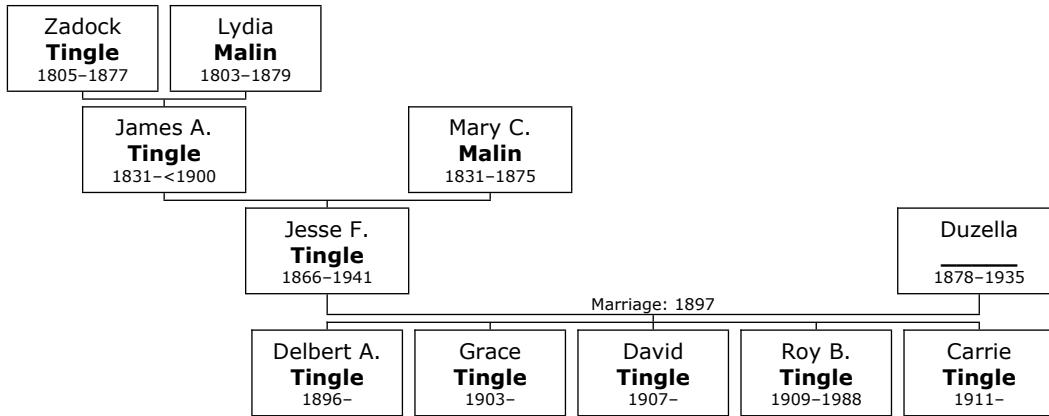 Zadock
Tingle
1805–1877
Lydia
Malin
1803–1879
James A.
Tingle
1831–<1900
Mary C.
Malin
1831–1875
Jesse F.
Tingle
1866–1941
Duzella
_____
1878–1935
Marriage: 1897
Delbert A.
Tingle
1896–
Grace
Tingle
1903–
David
Tingle
1907–
Roy B.
Tingle
1909–1988
Carrie
Tingle
1911–